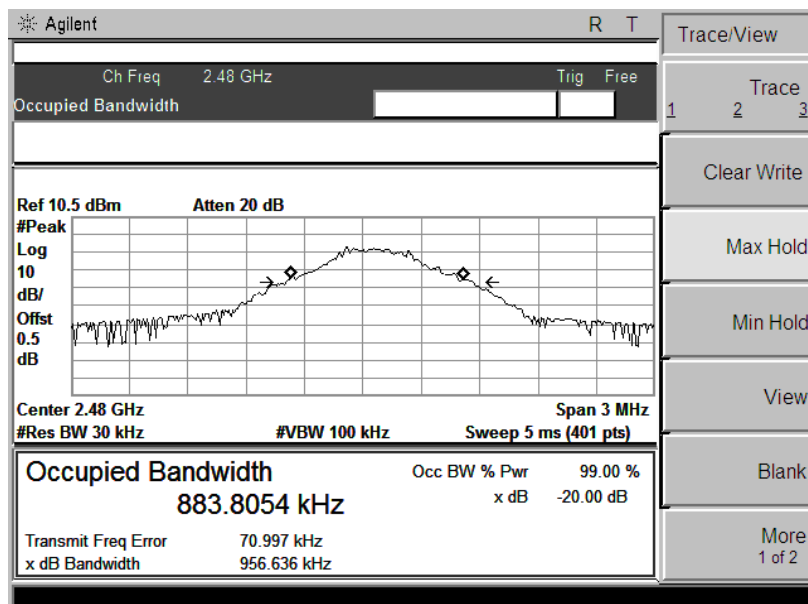 Agilent R T
Ch Freq 2.48 GHz Trig Free
Occupied Bandwidth
Ref 10.5 dBm Atten 20 dB
#Peak
Log
10
dB/
Offst
0.5
dB
Center 2.48 GHz Span 3 MHz
#Res BW 30 kHz #VBW 100 kHz Sweep 5 ms (401 pts)
Occupied Bandwidth Occ BW % Pwr 99.00 %
883.8054 kHz x dB -20.00 dB
Transmit Freq Error 70.997 kHz
x dB Bandwidth 956.636 kHz
Trace/View
Trace
1 2 3
Clear Write
Max Hold
Min Hold
View
Blank
More
1 of 2